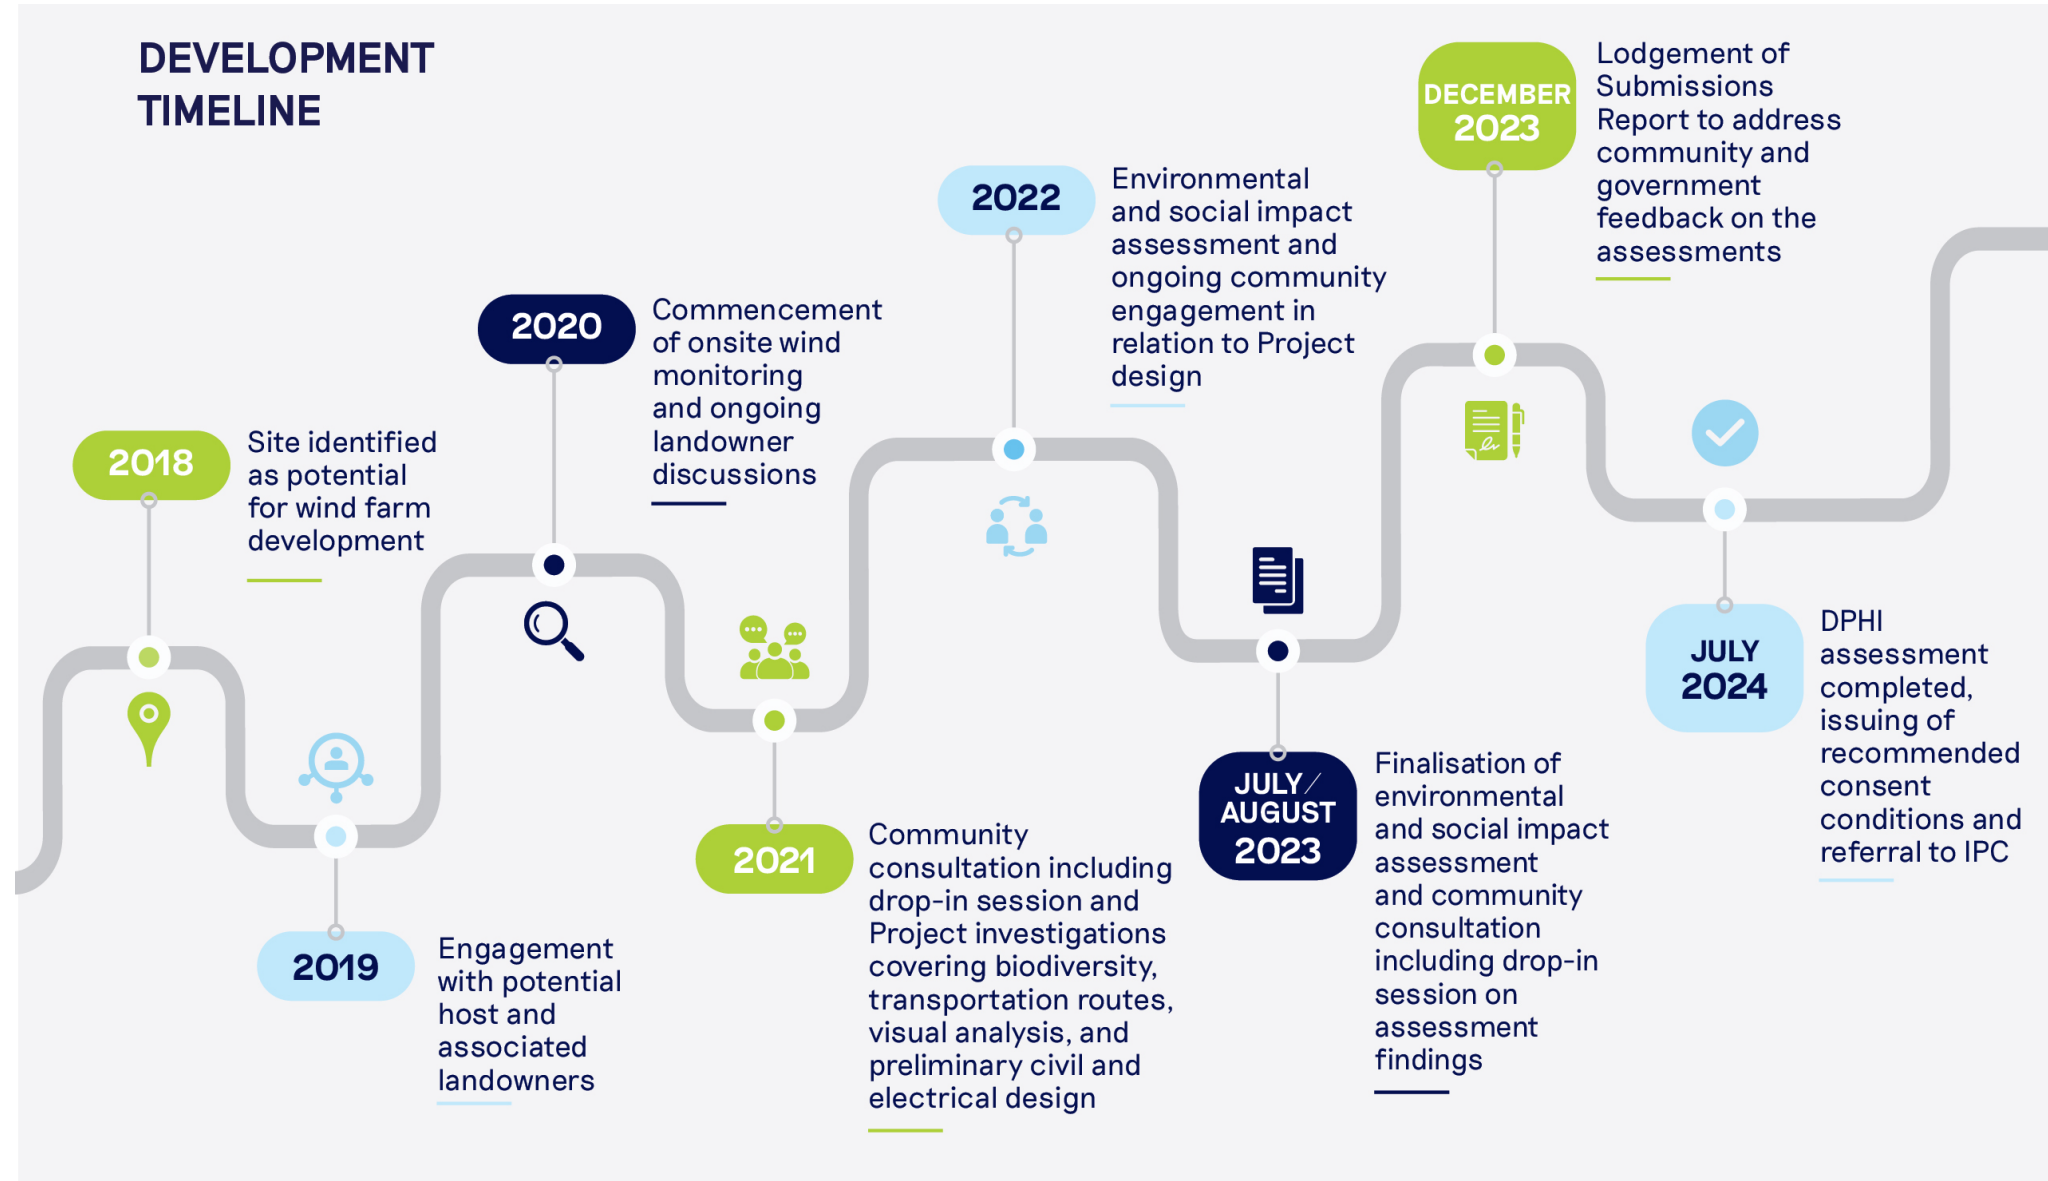 DEVELOPMENT
TIMELINE
2018
Site identified
as potential
for wind farm
development
2019
Engagement
with potential
host and
associated
landowners
2020
Commencement
of onsite wind
monitoring
and ongoing
landowner
discussions
2021
Community
consultation including
drop-in session and
Project investigations
covering biodiversity,
transportation routes,
visual analysis, and
preliminary civil and
electrical design
2022
Environmental
and social impact
assessment and
ongoing community
engagement in
relation to Project
design
JULY/
AUGUST
2023
Finalisation of
environmental
and social impact
assessment
and community
consultation
including drop-in
session on
assessment
findings
DECEMBER
2023
Lodgement of
Submissions
Report to address
community and
government
feedback on the
assessments
JULY
2024
DPHI
assessment
completed,
issuing of
recommended
consent
conditions and
referral to IPC